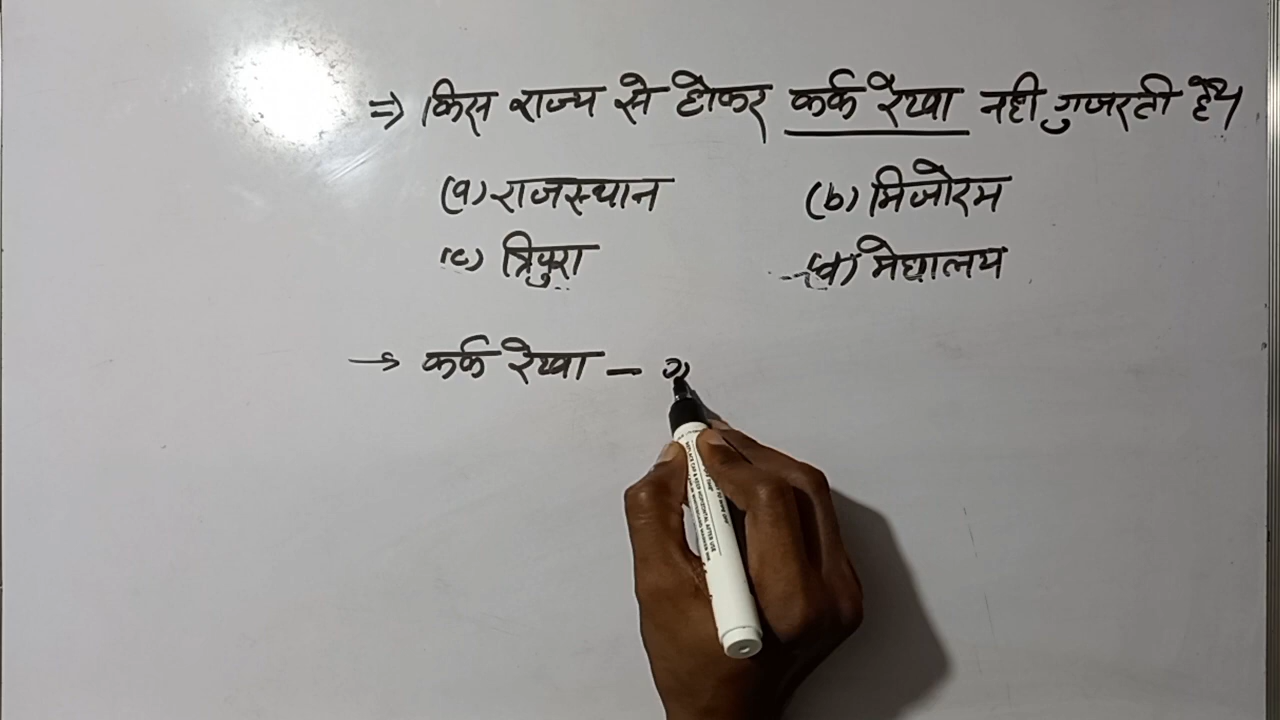 ⇒ किस राज्य से होकर कर्क रेखा नही गुजरती है।
(a) राजस्थान (b) मिजोरम
(c) त्रिपुरा (d) मेघालय
→ कर्क रेखा –